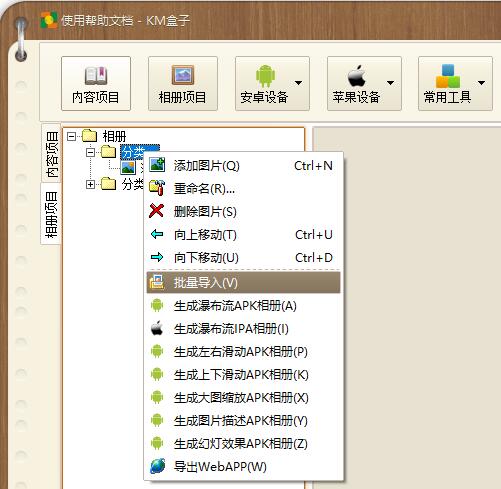 使用帮助文档 - KM盒子
内容项目
相册项目
安卓设备
苹果设备
常用工具
内容项目
相册项目
相册
分类
分类
添加图片(Q) Ctrl+N
重命名(R)...
删除图片(S)
向上移动(T) Ctrl+U
向下移动(U) Ctrl+D
批量导入(V)
生成瀑布流APK相册(A)
生成瀑布流IPA相册(I)
生成左右滑动APK相册(P)
生成上下滑动APK相册(K)
生成大图缩放APK相册(X)
生成图片描述APK相册(Y)
生成幻灯效果APK相册(Z)
导出WebAPP(W)